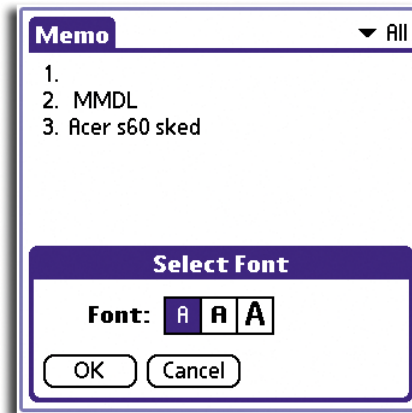 Memo All
1.
2. MMDL
3. Acer s60 sked
Select Font
Font: A A A
OK Cancel